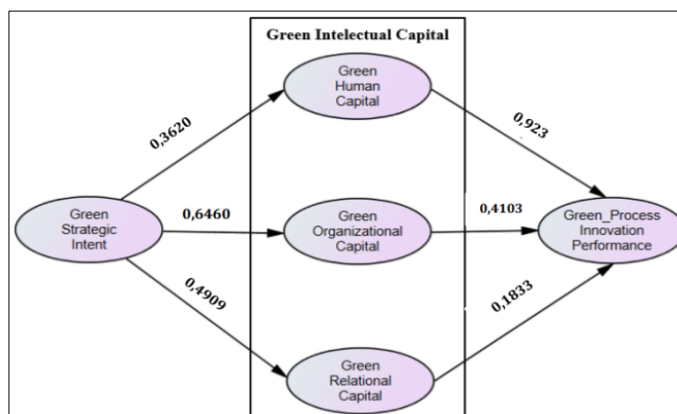 Green Intelectual Capital
Green
Human
Capital
0,3620
0,923
Green
Strategic
Intent
0,6460
Green
Organizational
Capital
0,4103
Green_Process
Innovation
Performance
0,4909
0,1833
Green
Relational
Capital